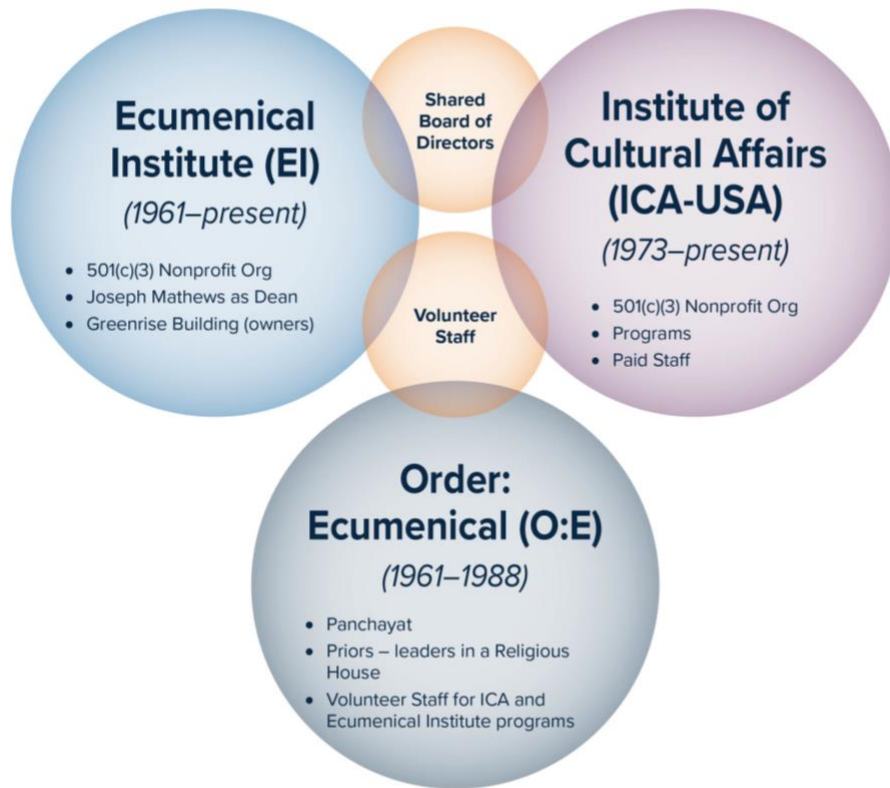 Ecumenical
Institute (EI)
(1961–present)
• 501(c)(3) Nonprofit Org
• Joseph Mathews as Dean
• Greenrise Building (owners)
Shared
Board of
Directors
Institute of
Cultural Affairs
(ICA-USA)
(1973–present)
• 501(c)(3) Nonprofit Org
• Programs
• Paid Staff
Volunteer
Staff
Order:
Ecumenical (O:E)
(1961–1988)
• Panchayat
• Priors – leaders in a Religious
House
• Volunteer Staff for ICA and
Ecumenical Institute programs